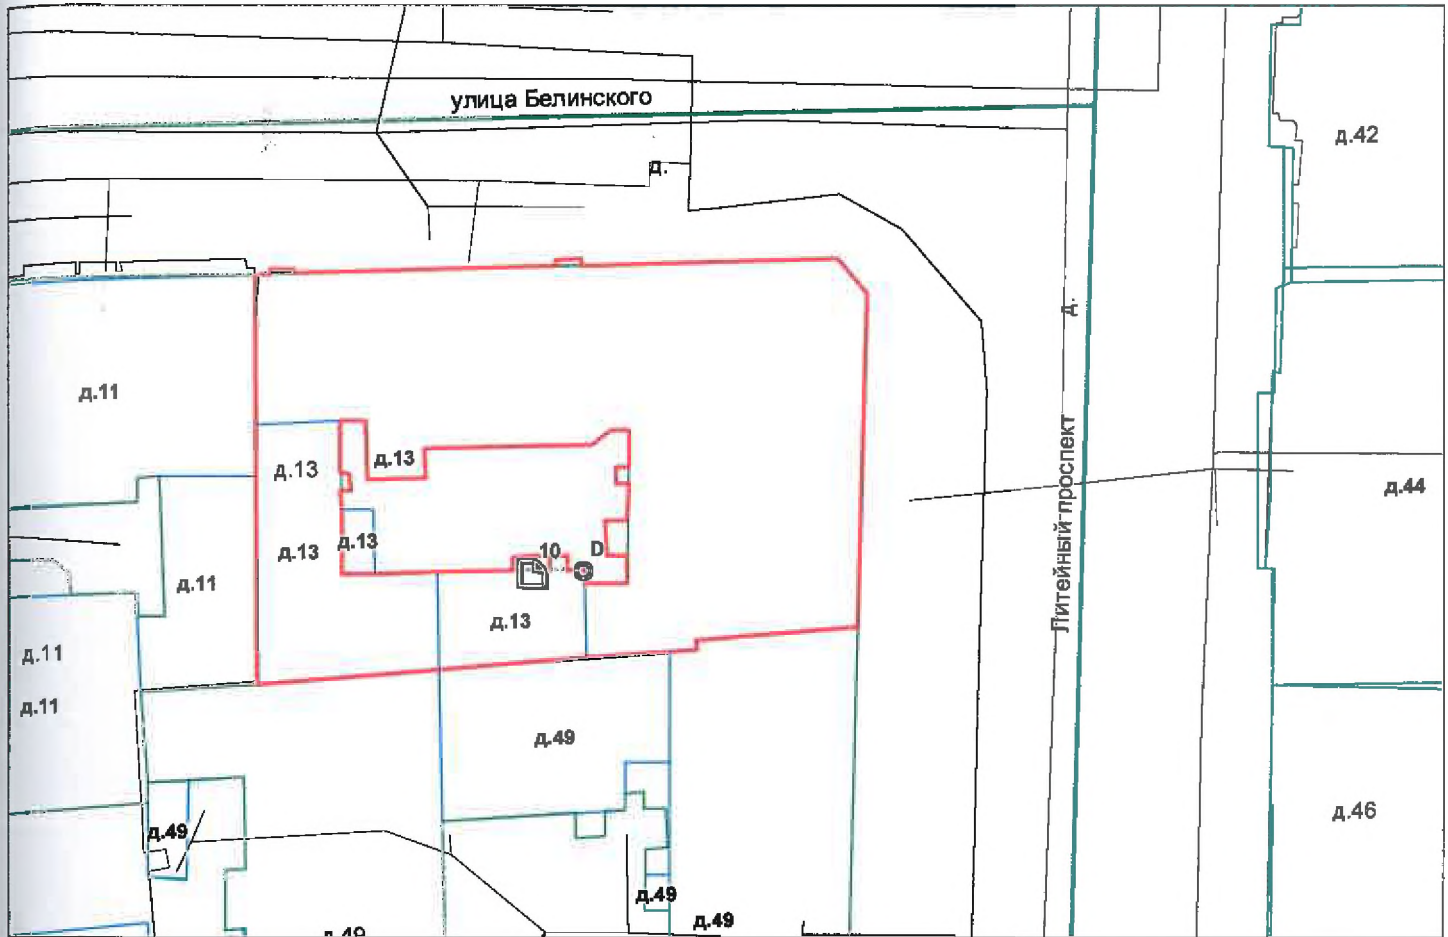 улица Белинского
д.42
д.
д.
д.11
Литейный проспект
д.13
д.13
д.44
д.13
д.13
10
D
д.11
д.13
д.11
д.11
д.49
д.46
д.49
д.49
д.49
д.49